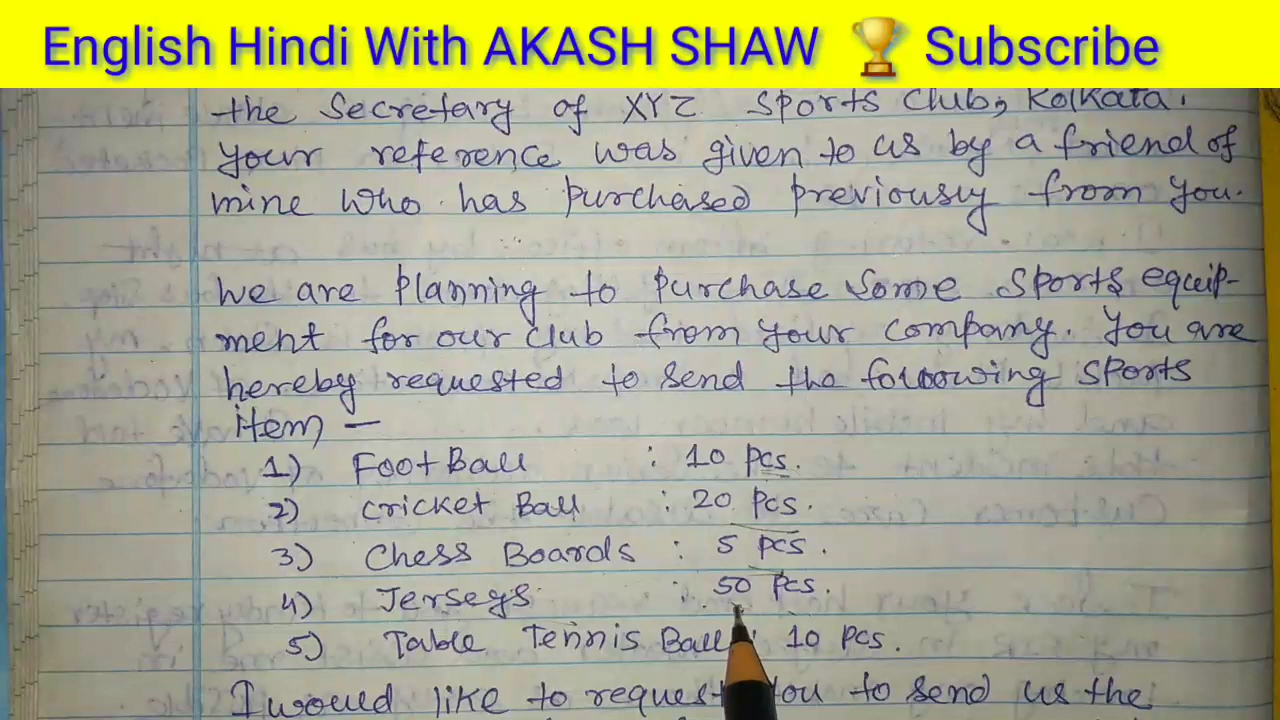 English Hindi With AKASH SHAW 🏆 Subscribe
the Secretary of XYZ Sports Club, Kolkata.
Your reference was given to us by a friend of
mine who has purchased previously from you.
We are planning to purchase some sports equip-
ment for our club from your company. You are
hereby requested to send the following sports
item —
1) FootBall : 10 pcs.
2) Cricket Ball : 20 pcs.
3) Chess Boards : 5 pcs.
4) Jerseys : 50 pcs.
5) Table Tennis Ball : 10 pcs.
I would like to request you to send us the